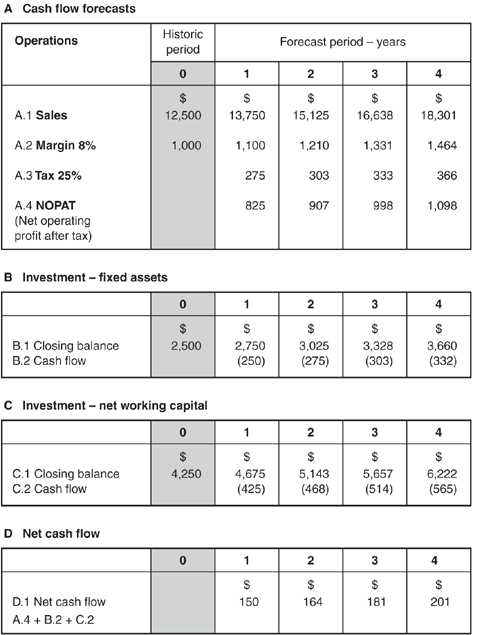 A Cash flow forecasts
Operations
Historic period
Forecast period – years
0 1 2 3 4
$ $ $ $ $
A.1 Sales 12,500 13,750 15,125 16,638 18,301
A.2 Margin 8% 1,000 1,100 1,210 1,331 1,464
A.3 Tax 25% 275 303 333 366
A.4 NOPAT 825 907 998 1,098
(Net operating
profit after tax)
B Investment – fixed assets
0 1 2 3 4
$ $ $ $ $
B.1 Closing balance 2,500 2,750 3,025 3,328 3,660
B.2 Cash flow (250) (275) (303) (332)
C Investment – net working capital
0 1 2 3 4
$ $ $ $ $
C.1 Closing balance 4,250 4,675 5,143 5,657 6,222
C.2 Cash flow (425) (468) (514) (565)
D Net cash flow
0 1 2 3 4
$ $ $ $
D.1 Net cash flow 150 164 181 201
A.4 + B.2 + C.2